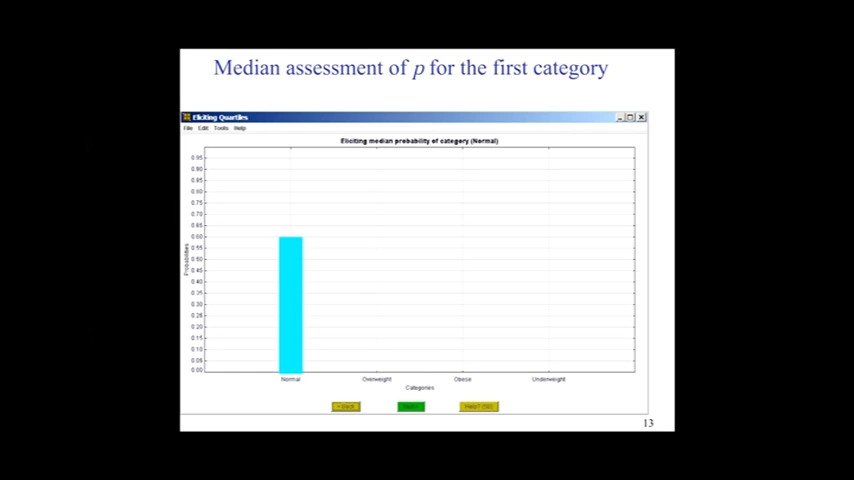 Median assessment of p for the first category
Eliciting Quartiles
File Edit Tools Help
Eliciting median probability of category (Normal)
0.95
0.90
0.85
0.80
0.75
0.70
0.65
0.60
0.55
0.50
0.45
0.40
0.35
0.30
0.25
0.20
0.15
0.10
0.05
0.00
Probabilities
Normal Overweight Obese Underweight
Categories
< Back
13